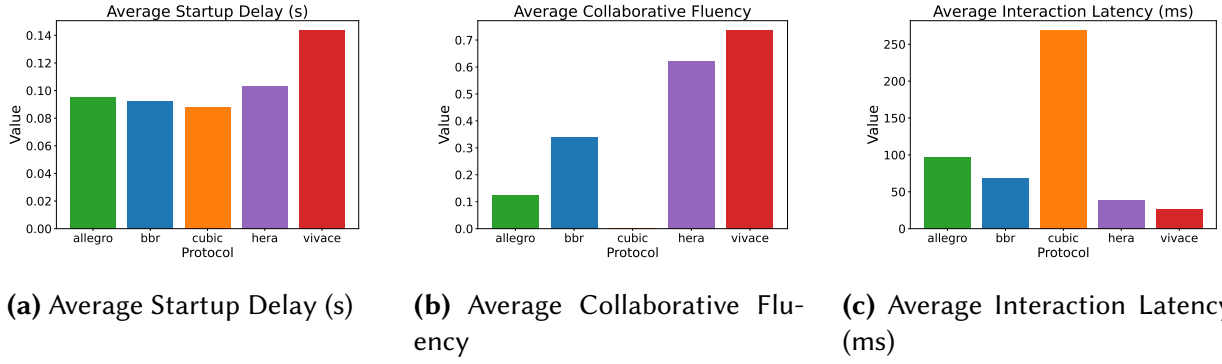 Average Startup Delay (s)
Value
0.14
0.12
0.10
0.08
0.06
0.04
0.02
0.00
allegro bbr cubic hera vivace
Protocol
Average Collaborative Fluency
Value
0.7
0.6
0.5
0.4
0.3
0.2
0.1
0.0
allegro bbr cubic hera vivace
Protocol
Average Interaction Latency (ms)
Value
250
200
150
100
50
0
allegro bbr cubic hera vivace
Protocol
(a) Average Startup Delay (s)
(b) Average Collaborative Flu-
ency
(c) Average Interaction Latency
(ms)